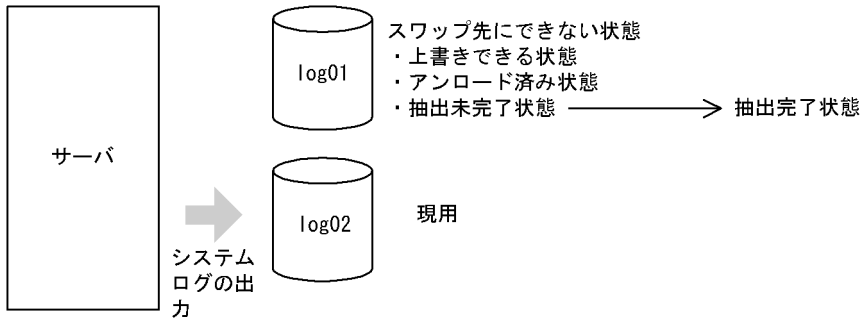 スワップ先にできない状態
・上書きできる状態
・アンロード済み状態
・抽出未完了状態
抽出完了状態
log01
サーバ
log02
現用
システム
ログの出
力